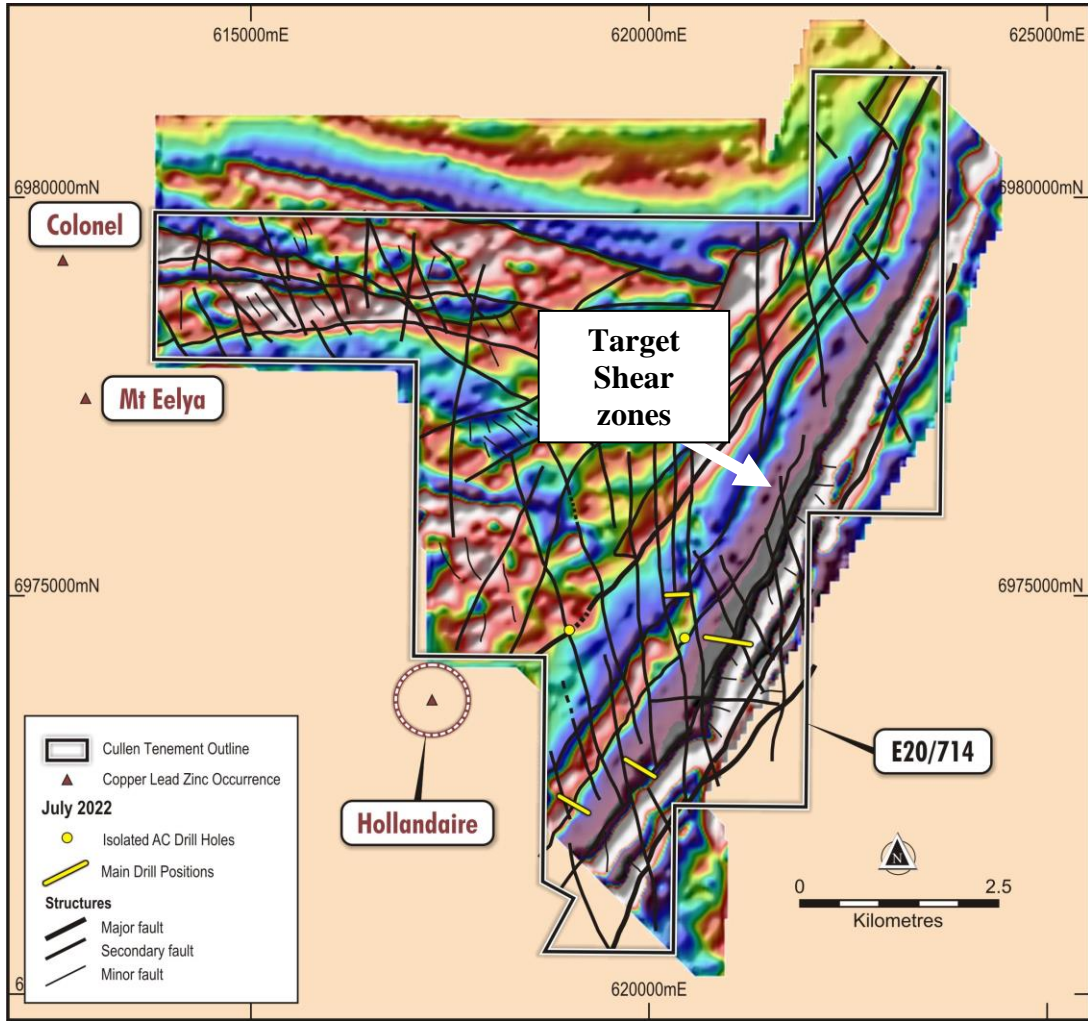 615000mE
620000mE
625000mE
6980000mN
6980000mN
Colonel
Target
Shear
zones
Mt Eelya
6975000mN
6975000mN
E20/714
Hollandaire
Cullen Tenement Outline
Copper Lead Zinc Occurrence
July 2022
Isolated AC Drill Holes
Main Drill Positions
Structures
Major fault
Secondary fault
Minor fault
N
0
2.5
Kilometres
6
620000mE